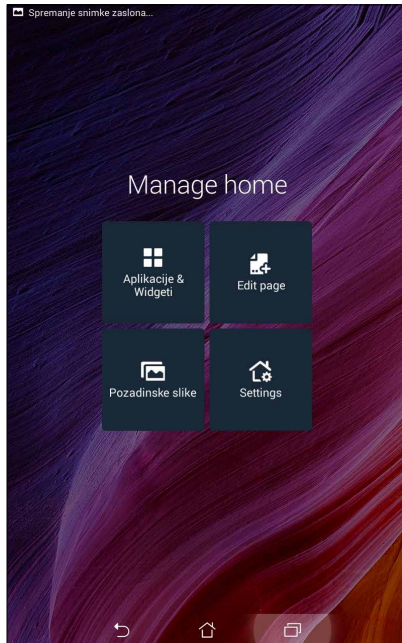 Spremanje snimke zaslona...
Manage home
Aplikacije &
Widgeti
Edit page
Pozadinske slike
Settings